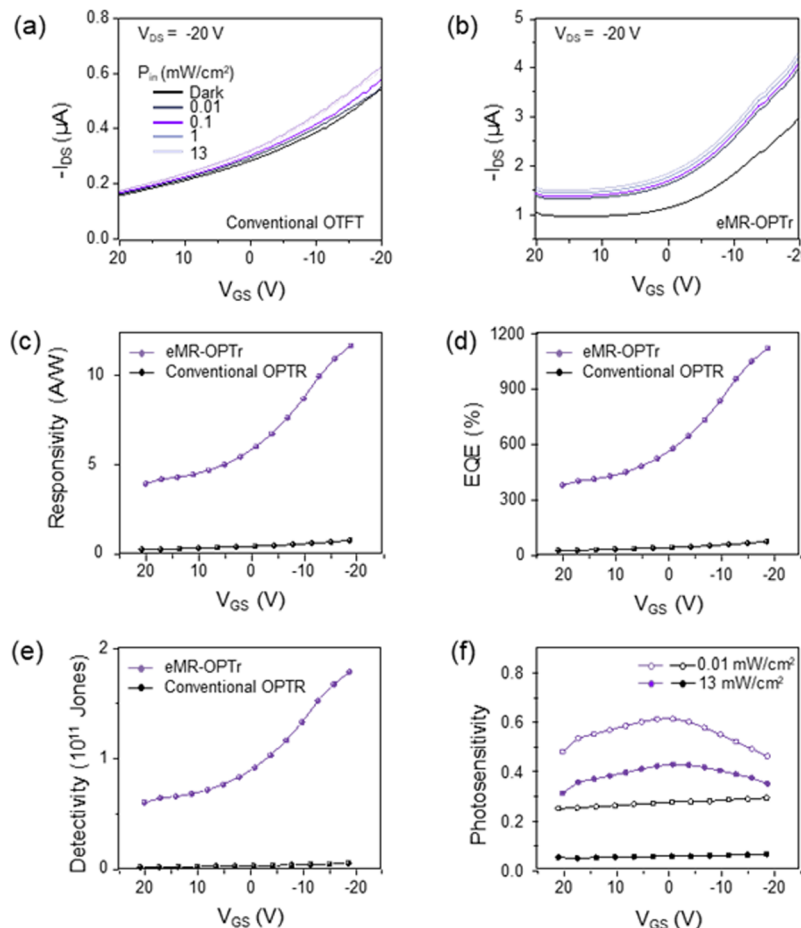 (a)
V_DS = -20 V
P_in (mW/cm²)
Dark
0.01
0.1
1
13
Conventional OTFT
0.8
0.6
0.4
0.2
0.0
-I_DS (µA)
20 10 0 -10 -20
V_GS (V)
(b)
V_DS = -20 V
eMR-OPTr
5
4
3
2
1
-I_DS (µA)
20 10 0 -10 -20
V_GS (V)
(c)
eMR-OPTr
Conventional OPTR
10
5
0
Responsivity (A/W)
20 10 0 -10 -20
V_GS (V)
(d)
eMR-OPTr
Conventional OPTR
1200
900
600
300
0
EQE (%)
20 10 0 -10 -20
V_GS (V)
(e)
eMR-OPTr
Conventional OPTR
2
1
0
Detectivity (10¹¹ Jones)
20 10 0 -10 -20
V_GS (V)
(f)
0.01 mW/cm²
13 mW/cm²
0.8
0.6
0.4
0.2
0.0
Photosensitivity
20 10 0 -10 -20
V_GS (V)